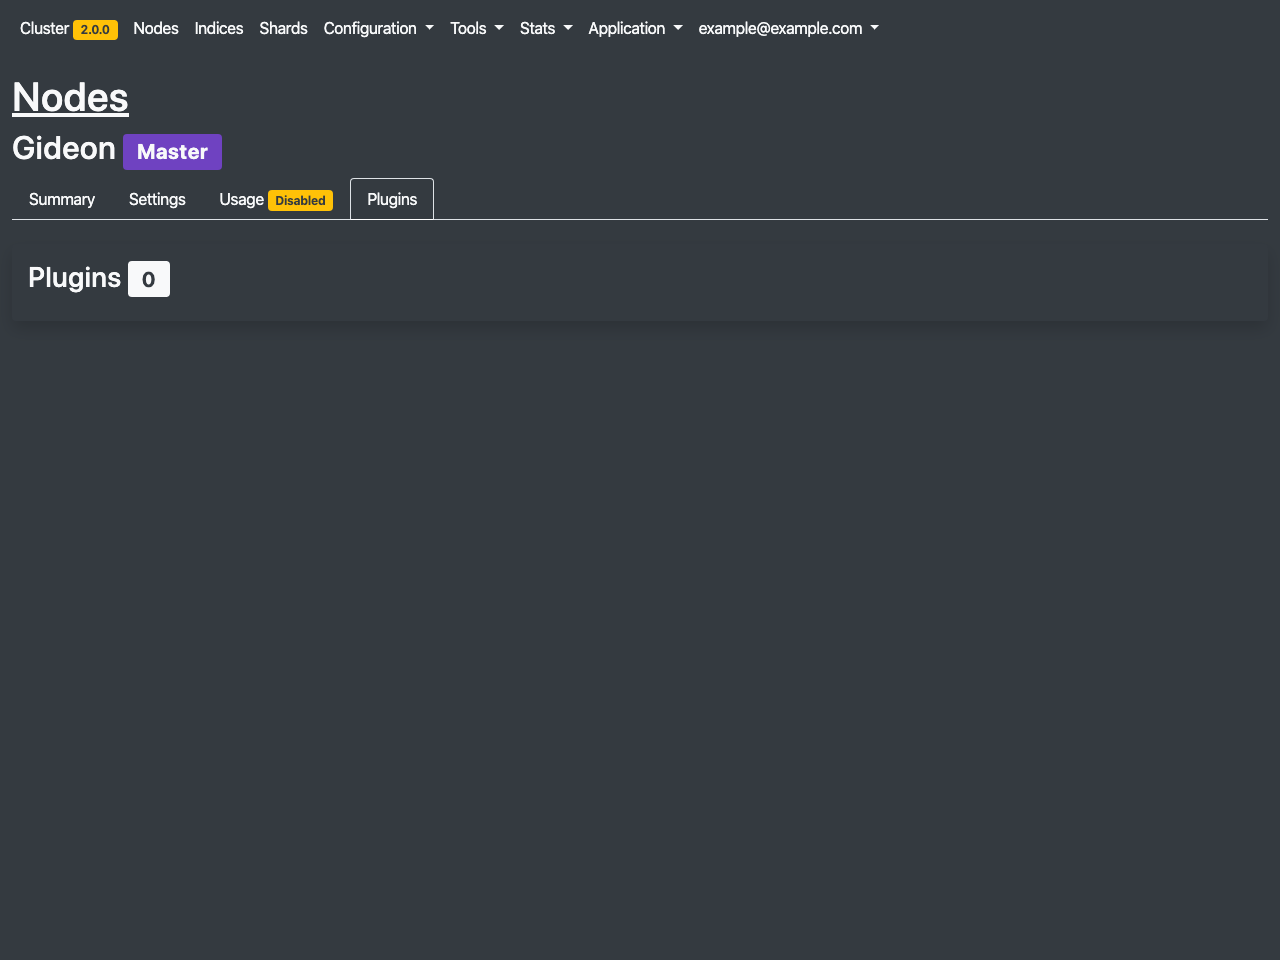 Cluster 2.0.0 Nodes Indices Shards Configuration Tools Stats Application example@example.com
Nodes
Gideon Master
Summary Settings Usage Disabled Plugins
Plugins 0